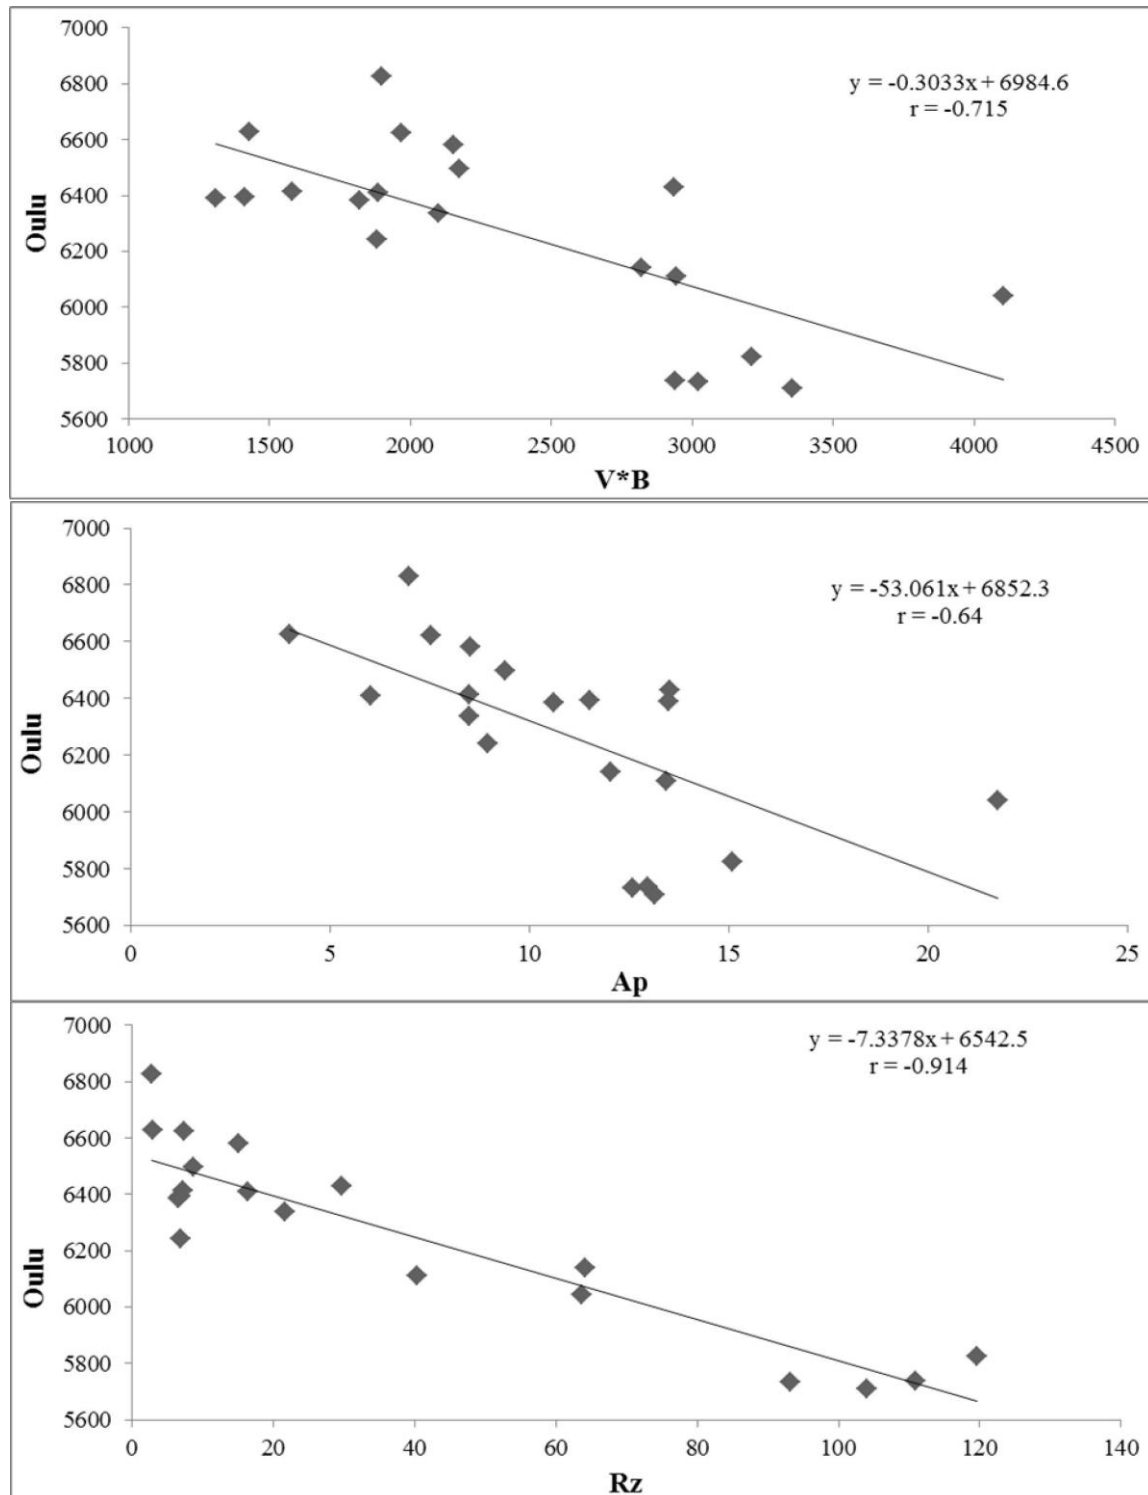 7000
6800
6600
6400
6200
6000
5800
5600
Oulu
y = -0.3033x + 6984.6
r = -0.715
1000 1500 2000 2500 3000 3500 4000 4500
V*B
7000
6800
6600
6400
6200
6000
5800
5600
Oulu
y = -53.061x + 6852.3
r = -0.64
0 5 10 15 20 25
Ap
7000
6800
6600
6400
6200
6000
5800
5600
Oulu
y = -7.3378x + 6542.5
r = -0.914
0 20 40 60 80 100 120 140
Rz